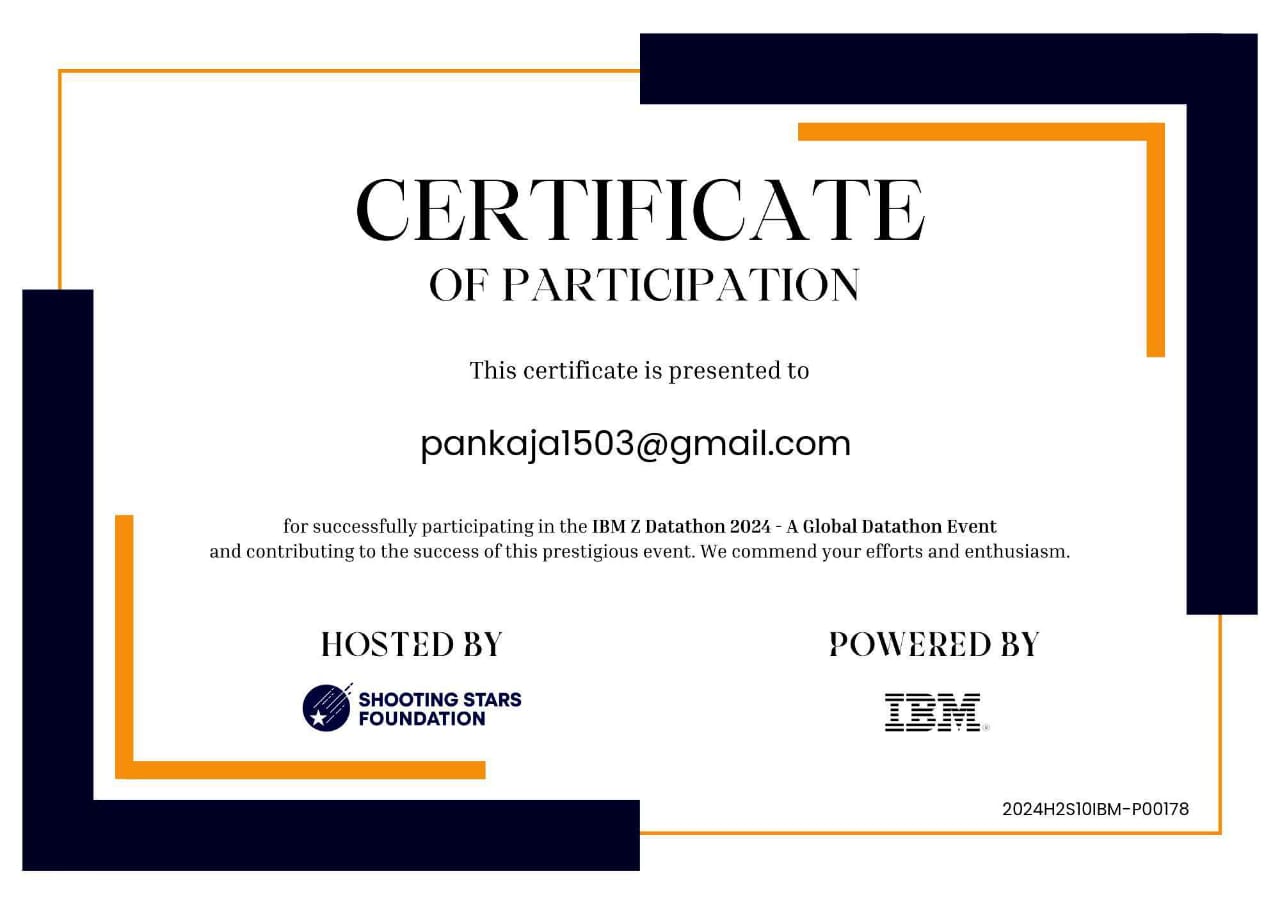 CERTIFICATE
OF PARTICIPATION
This certificate is presented to
pankaja1503@gmail.com
for successfully participating in the IBM Z Datathon 2024 - A Global Datathon Event
and contributing to the success of this prestigious event. We commend your efforts and enthusiasm.
HOSTED BY
SHOOTING STARS
FOUNDATION
POWERED BY
IBM®
2024H2S10IBM-P00178